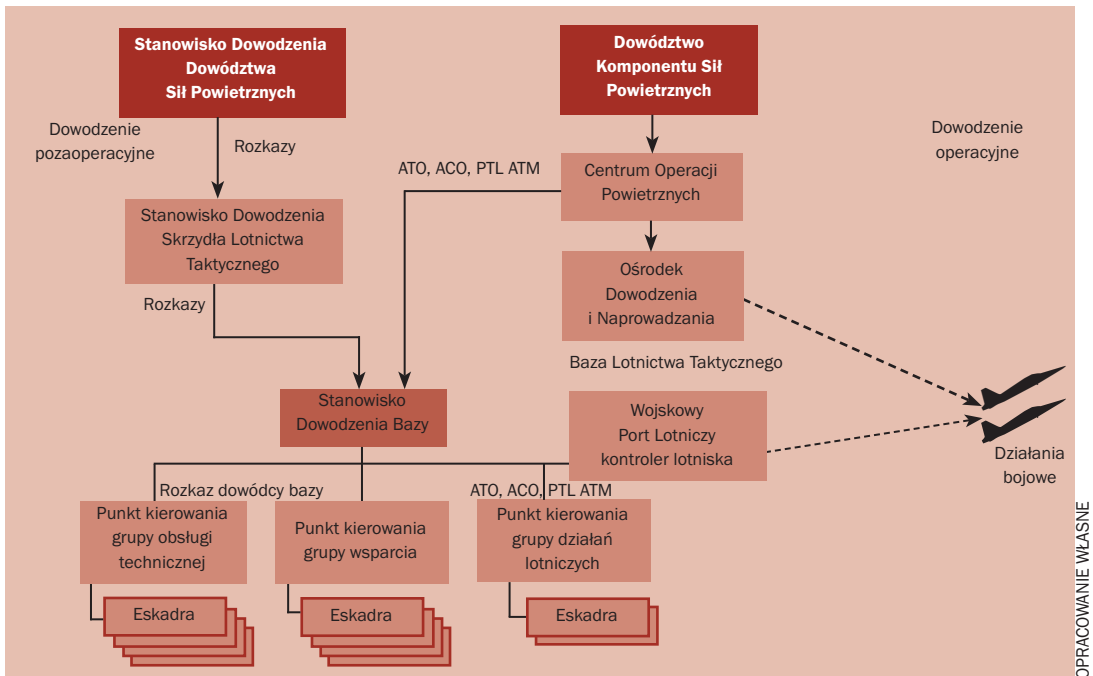 Stanowisko Dowodzenia
Dowództwa
Sił Powietrznych
Dowództwo
Komponentu Sił
Powietrznych
Dowodzenie
pozaoperacyjne
Rozkazy
Dowodzenie
operacyjne
ATO, ACO, PTL ATM
Centrum Operacji
Powietrznych
Stanowisko Dowodzenia
Skrzydła Lotnictwa
Taktycznego
Ośrodek
Dowodzenia
i Naprowadzania
Rozkazy
Baza Lotnictwa Taktycznego
Stanowisko
Dowodzenia Bazy
Wojskowy
Port Lotniczy
kontroler lotniska
Działania
bojowe
Rozkaz dowódcy bazy
ATO, ACO, PTL ATM
Punkt kierowania
grupy obsługi
technicznej
Punkt kierowania
grupy wsparcia
Punkt kierowania
grupy działań
lotniczych
Eskadra
Eskadra
Eskadra
OPRACOWANIE WŁASNE